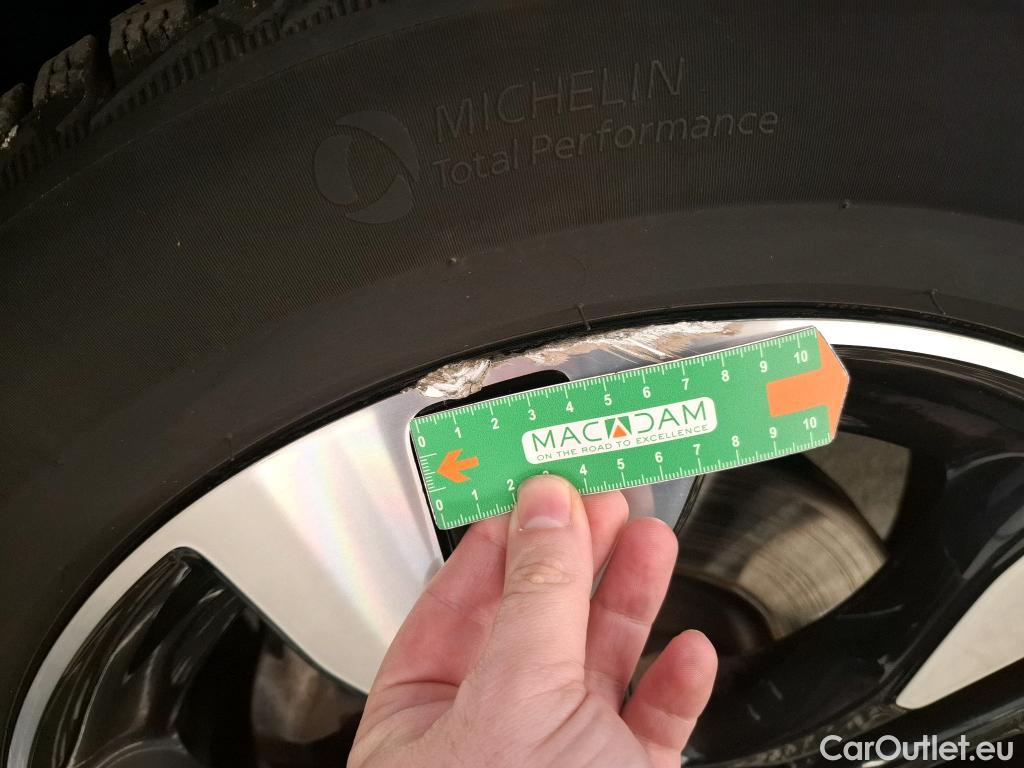 MICHELIN
Total Performance
0 1 2 3 4 5 6 7 8 9 10
MACADAM
ON THE ROAD TO EXCELLENCE
0 1 2 3 4 5 6 7 8 9 10
CarOutlet.eu